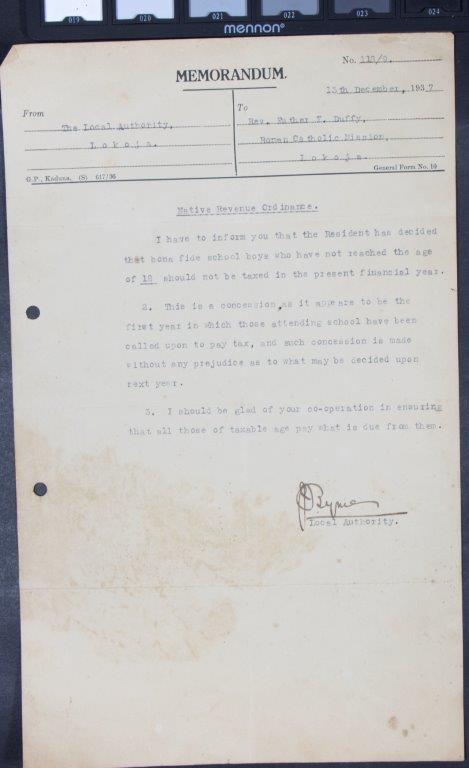 019 020 021 022 023 024
mennon®
No. 113/9.
MEMORANDUM.
13th December, 1937
From
The Local Authority,
Lokoja.
To
Rev. Father T. Duffy,
Roman Catholic Mission,
Lokoja.
G.P., Kaduna. (S) 617/36
General Form No. 10
Native Revenue Ordinance.
I have to inform you that the Resident has decided
that bona fide school boys who have not reached the age
of 18 should not be taxed in the present financial year.
2. This is a concession, as it appears to be the
first year in which those attending school have been
called upon to pay tax, and such concession is made
without any prejudice as to what may be decided upon
next year.
3. I should be glad of your co-operation in ensuring
that all those of taxable age pay what is due from them.
Local Authority.